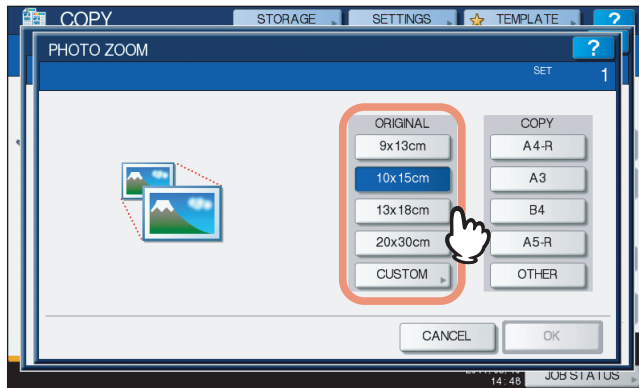 COPY STORAGE SETTINGS TEMPLATE ?
PHOTO ZOOM ?
SET 1
ORIGINAL COPY
9x13cm A4-R
10x15cm A3
13x18cm B4
20x30cm A5-R
CUSTOM OTHER
CANCEL OK
14:48 JOB STATUS